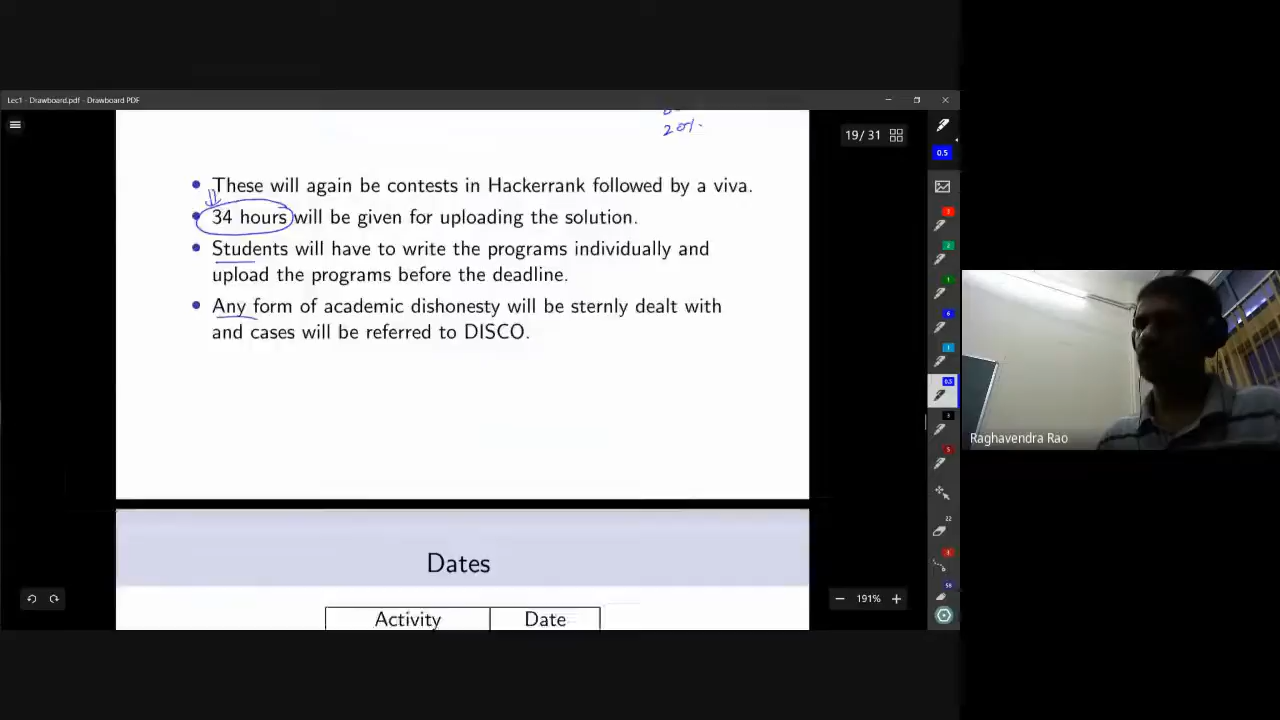 Lec1 - Drawboard.pdf - Drawboard PDF
20%
19/ 31
0.5
These will again be contests in Hackerrank followed by a viva.
34 hours will be given for uploading the solution.
Students will have to write the programs individually and
upload the programs before the deadline.
Any form of academic dishonesty will be sternly dealt with
and cases will be referred to DISCO.
Raghavendra Rao
Dates
191%
Activity Date